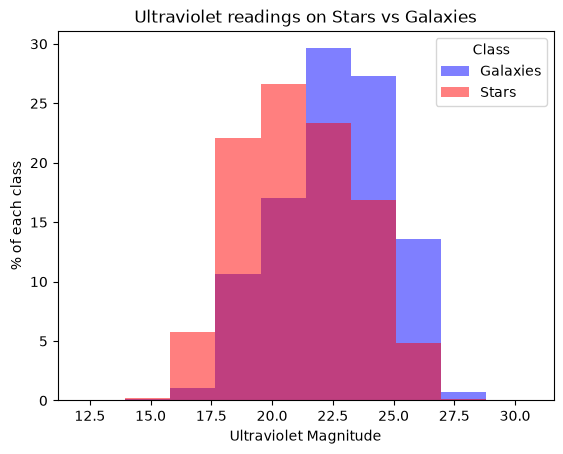 Ultraviolet readings on Stars vs Galaxies
30
25
20
15
10
5
0
% of each class
Class
Galaxies
Stars
12.5 15.0 17.5 20.0 22.5 25.0 27.5 30.0
Ultraviolet Magnitude